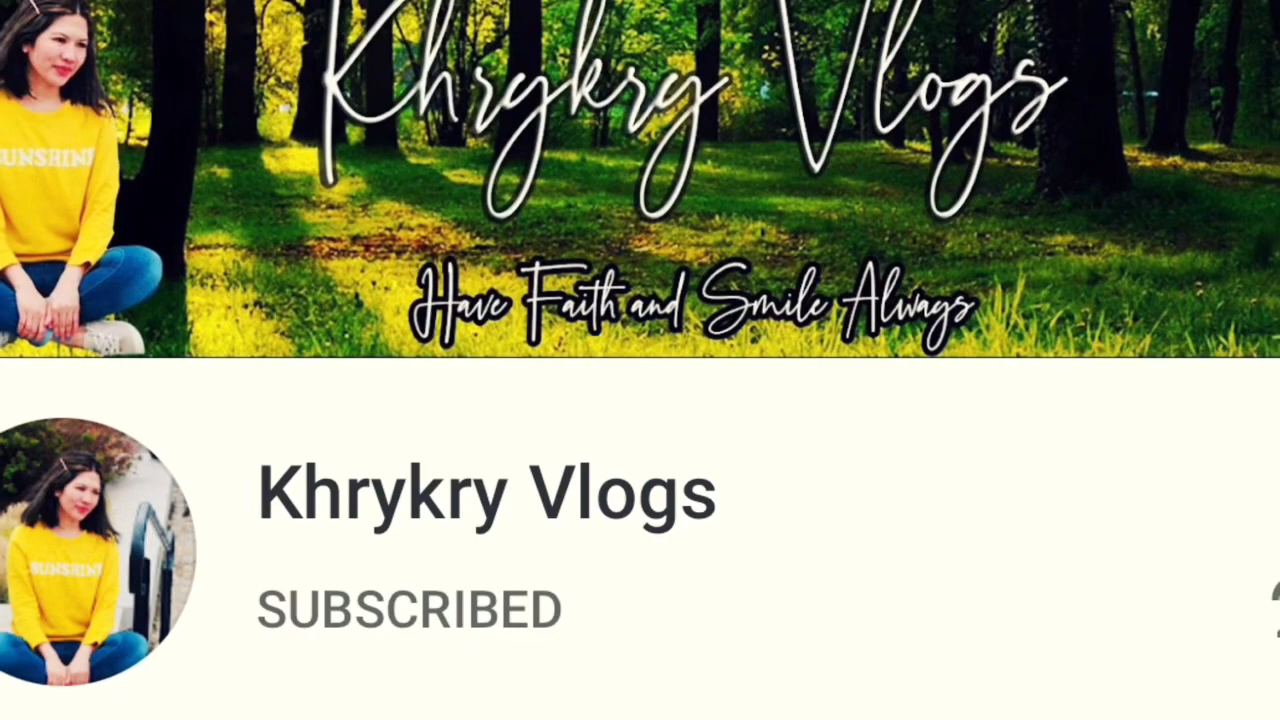 Khrykry Vlogs
SUNSHINE
Have Faith and Smile Always
Khrykry Vlogs
SUNSHINE
SUBSCRIBED